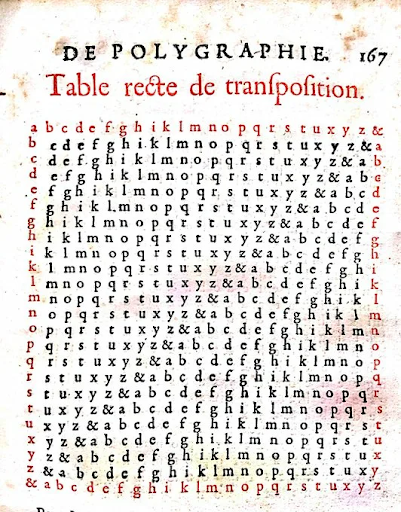 DE POLYGRAPHIE. 167
Table recte de tranſpoſition.
a b c d e f g h i k l m n o p q r s t u x y z &
b c d e f g h i k l m n o p q r s t u x y z & a
c d e f g h i k l m n o p q r s t u x y z & a b
d e f g h i k l m n o p q r s t u x y z & a b c
e f g h i k l m n o p q r s t u x y z & a b c d
f g h i k l m n o p q r s t u x y z & a b c d e
g h i k l m n o p q r s t u x y z & a b c d e f
h i k l m n o p q r s t u x y z & a b c d e f g
i k l m n o p q r s t u x y z & a b c d e f g h
k l m n o p q r s t u x y z & a b c d e f g h i
l m n o p q r s t u x y z & a b c d e f g h i k
m n o p q r s t u x y z & a b c d e f g h i k l
n o p q r s t u x y z & a b c d e f g h i k l m
o p q r s t u x y z & a b c d e f g h i k l m n
p q r s t u x y z & a b c d e f g h i k l m n o
q r s t u x y z & a b c d e f g h i k l m n o p
r s t u x y z & a b c d e f g h i k l m n o p q
s t u x y z & a b c d e f g h i k l m n o p q r
t u x y z & a b c d e f g h i k l m n o p q r s
u x y z & a b c d e f g h i k l m n o p q r s t
x y z & a b c d e f g h i k l m n o p q r s t u
y z & a b c d e f g h i k l m n o p q r s t u x
z & a b c d e f g h i k l m n o p q r s t u x y
& a b c d e f g h i k l m n o p q r s t u x y z